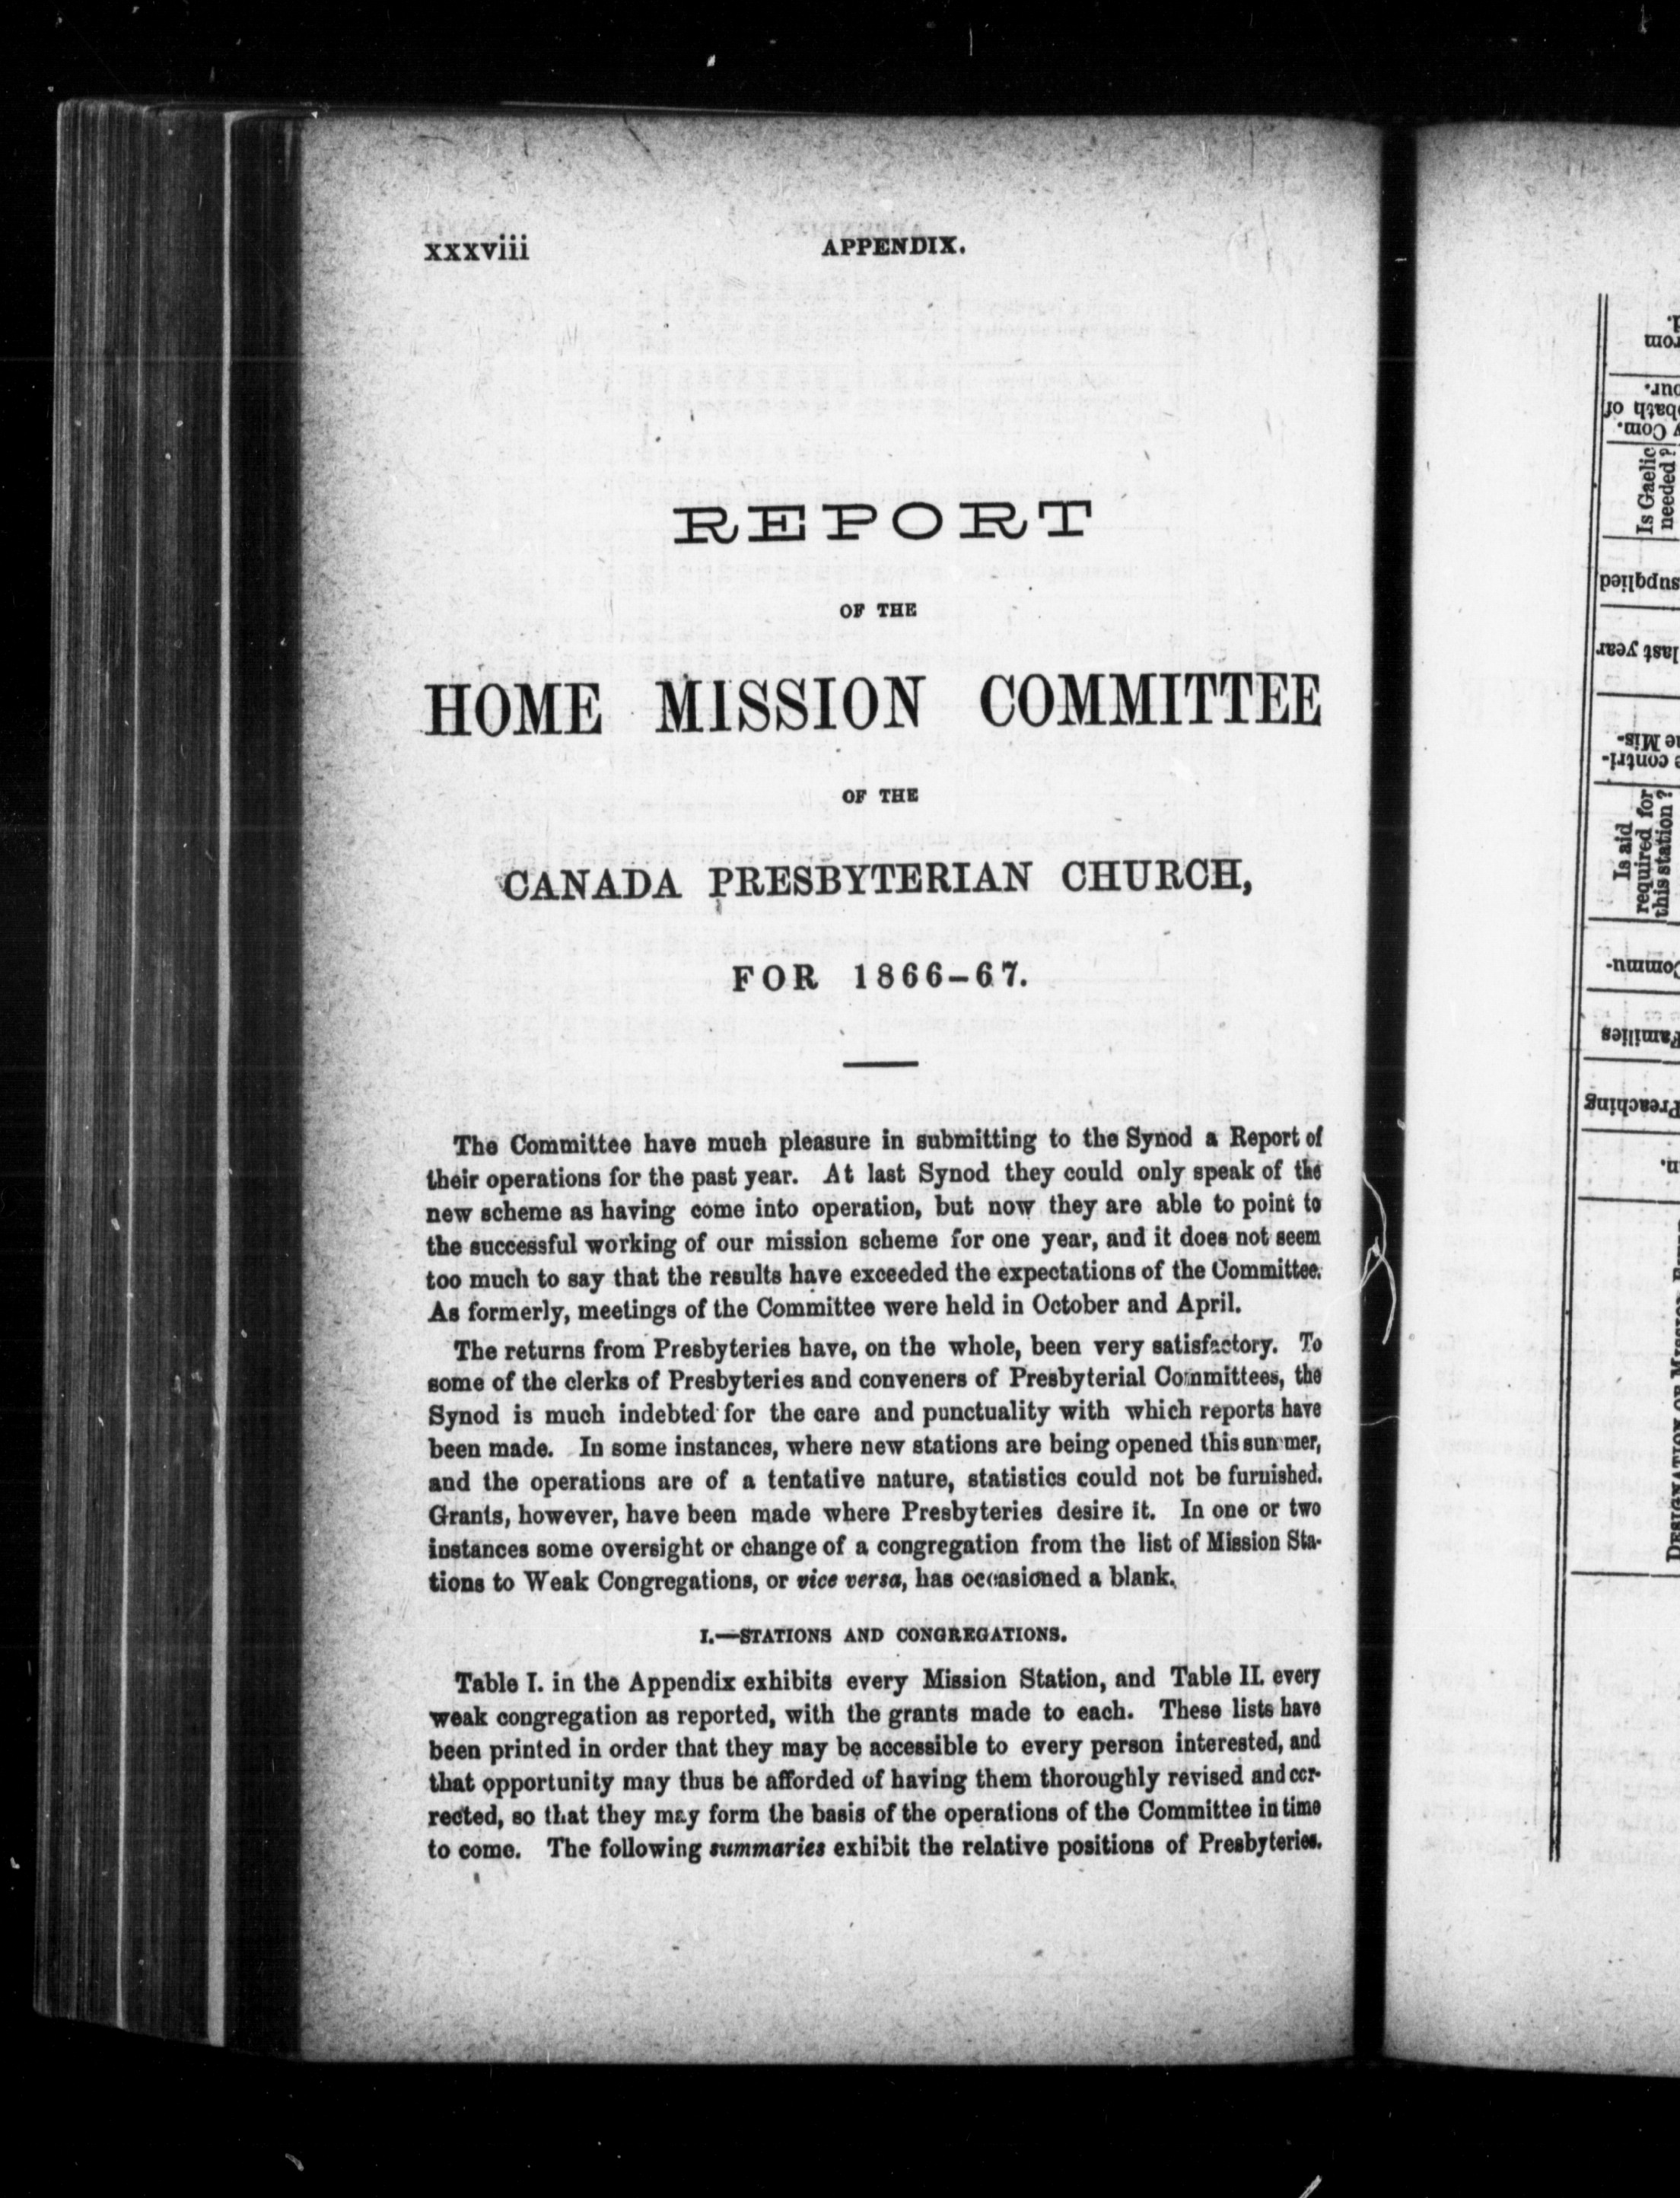 xxxviii APPENDIX.
REPORT
OF THE
HOME MISSION COMMITTEE
OF THE
CANADA PRESBYTERIAN CHURCH,
FOR 1866-67.
The Committee have much pleasure in submitting to the Synod a Report of
their operations for the past year. At last Synod they could only speak of the
new scheme as having come into operation, but now they are able to point to
the successful working of our mission scheme for one year, and it does not seem
too much to say that the results have exceeded the expectations of the Committee.
As formerly, meetings of the Committee were held in October and April.
The returns from Presbyteries have, on the whole, been very satisfactory. To
some of the clerks of Presbyteries and conveners of Presbyterial Committees, the
Synod is much indebted for the care and punctuality with which reports have
been made. In some instances, where new stations are being opened this summer,
and the operations are of a tentative nature, statistics could not be furnished.
Grants, however, have been made where Presbyteries desire it. In one or two
instances some oversight or change of a congregation from the list of Mission Sta-
tions to Weak Congregations, or vice versa, has occasioned a blank.
I.—STATIONS AND CONGREGATIONS.
Table I. in the Appendix exhibits every Mission Station, and Table II. every
weak congregation as reported, with the grants made to each. These lists have
been printed in order that they may be accessible to every person interested, and
that opportunity may thus be afforded of having them thoroughly revised and cor-
rected, so that they may form the basis of the operations of the Committee in time
to come. The following summaries exhibit the relative positions of Presbyteries.
Is Gaelic
needed?
supplied
last year
Is aid
required for
this station?
Families
Preaching